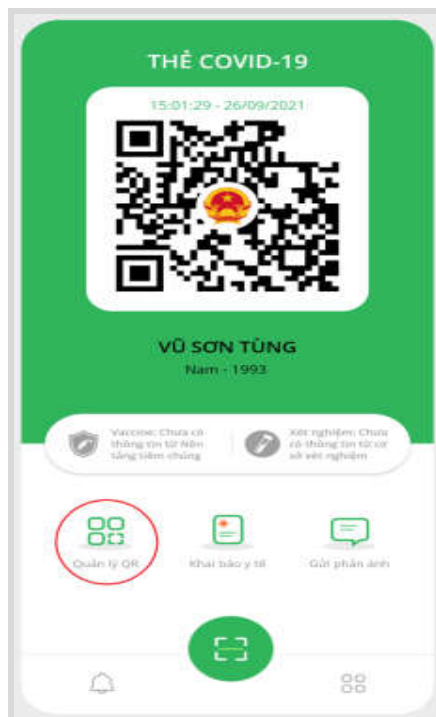 THẺ COVID-19
15:01:29 - 26/09/2021
VŨ SƠN TÙNG
Nam - 1993
Vaccine: Chưa có
thông tin từ Nền
tảng tiêm chủng
Xét nghiệm: Chưa
có thông tin từ cơ
sở xét nghiệm
Quản lý QR
Khai báo y tế
Gửi phản ánh